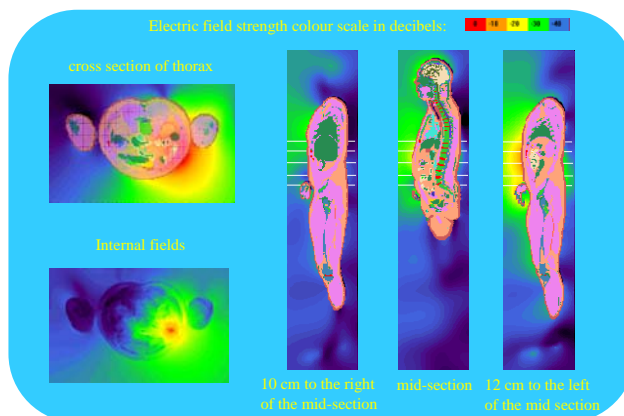 Electric field strength colour scale in decibels:
0 -10 -20 -30 -40
cross section of thorax
Internal fields
10 cm to the right
of the mid-section
mid-section
12 cm to the left
of the mid section